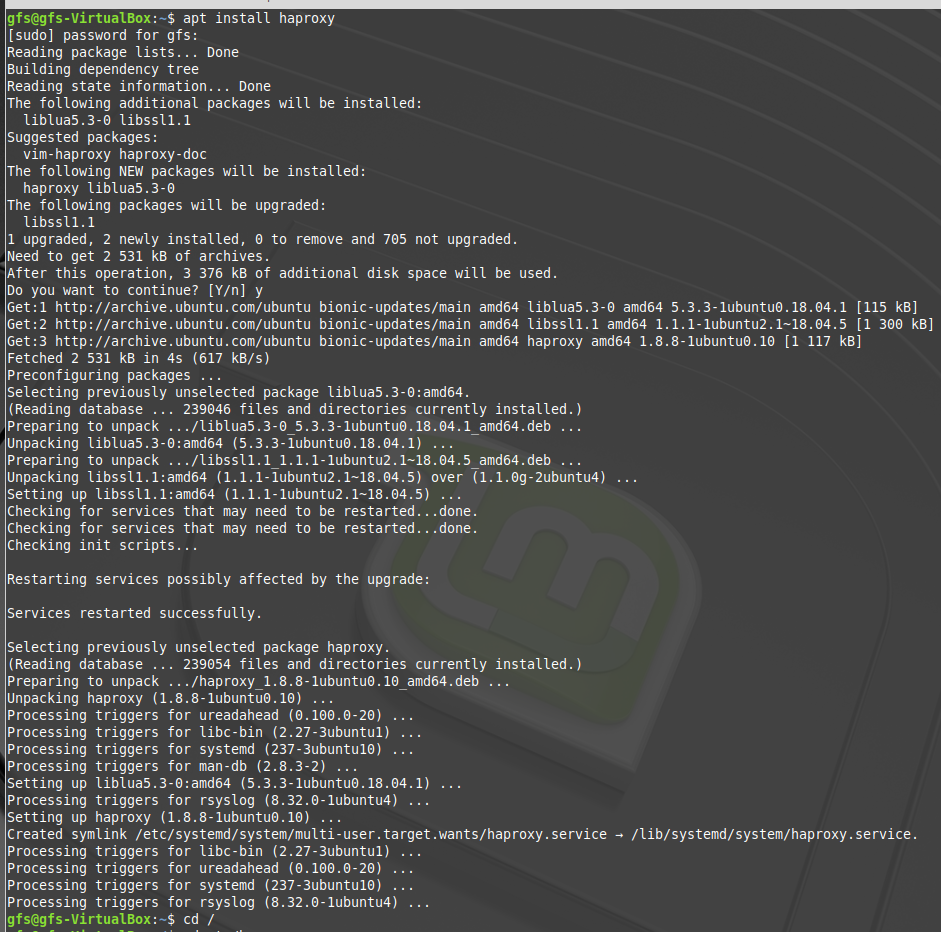 gfs@gfs-VirtualBox:~$ apt install haproxy
[sudo] password for gfs:
Reading package lists... Done
Building dependency tree
Reading state information... Done
The following additional packages will be installed:
  liblua5.3-0 libssl1.1
Suggested packages:
  vim-haproxy haproxy-doc
The following NEW packages will be installed:
  haproxy liblua5.3-0
The following packages will be upgraded:
  libssl1.1
1 upgraded, 2 newly installed, 0 to remove and 705 not upgraded.
Need to get 2 531 kB of archives.
After this operation, 3 376 kB of additional disk space will be used.
Do you want to continue? [Y/n] y
Get:1 http://archive.ubuntu.com/ubuntu bionic-updates/main amd64 liblua5.3-0 amd64 5.3.3-1ubuntu0.18.04.1 [115 kB]
Get:2 http://archive.ubuntu.com/ubuntu bionic-updates/main amd64 libssl1.1 amd64 1.1.1-1ubuntu2.1~18.04.5 [1 300 kB]
Get:3 http://archive.ubuntu.com/ubuntu bionic-updates/main amd64 haproxy amd64 1.8.8-1ubuntu0.10 [1 117 kB]
Fetched 2 531 kB in 4s (617 kB/s)
Preconfiguring packages ...
Selecting previously unselected package liblua5.3-0:amd64.
(Reading database ... 239046 files and directories currently installed.)
Preparing to unpack .../liblua5.3-0_5.3.3-1ubuntu0.18.04.1_amd64.deb ...
Unpacking liblua5.3-0:amd64 (5.3.3-1ubuntu0.18.04.1) ...
Preparing to unpack .../libssl1.1_1.1.1-1ubuntu2.1~18.04.5_amd64.deb ...
Unpacking libssl1.1:amd64 (1.1.1-1ubuntu2.1~18.04.5) over (1.1.0g-2ubuntu4) ...
Setting up libssl1.1:amd64 (1.1.1-1ubuntu2.1~18.04.5) ...
Checking for services that may need to be restarted...done.
Checking for services that may need to be restarted...done.
Checking init scripts...

Restarting services possibly affected by the upgrade:

Services restarted successfully.

Selecting previously unselected package haproxy.
(Reading database ... 239054 files and directories currently installed.)
Preparing to unpack .../haproxy_1.8.8-1ubuntu0.10_amd64.deb ...
Unpacking haproxy (1.8.8-1ubuntu0.10) ...
Processing triggers for ureadahead (0.100.0-20) ...
Processing triggers for libc-bin (2.27-3ubuntu1) ...
Processing triggers for systemd (237-3ubuntu10) ...
Processing triggers for man-db (2.8.3-2) ...
Setting up liblua5.3-0:amd64 (5.3.3-1ubuntu0.18.04.1) ...
Processing triggers for rsyslog (8.32.0-1ubuntu4) ...
Setting up haproxy (1.8.8-1ubuntu0.10) ...
Created symlink /etc/systemd/system/multi-user.target.wants/haproxy.service → /lib/systemd/system/haproxy.service.
Processing triggers for libc-bin (2.27-3ubuntu1) ...
Processing triggers for ureadahead (0.100.0-20) ...
Processing triggers for systemd (237-3ubuntu10) ...
Processing triggers for rsyslog (8.32.0-1ubuntu4) ...
gfs@gfs-VirtualBox:~$ cd /